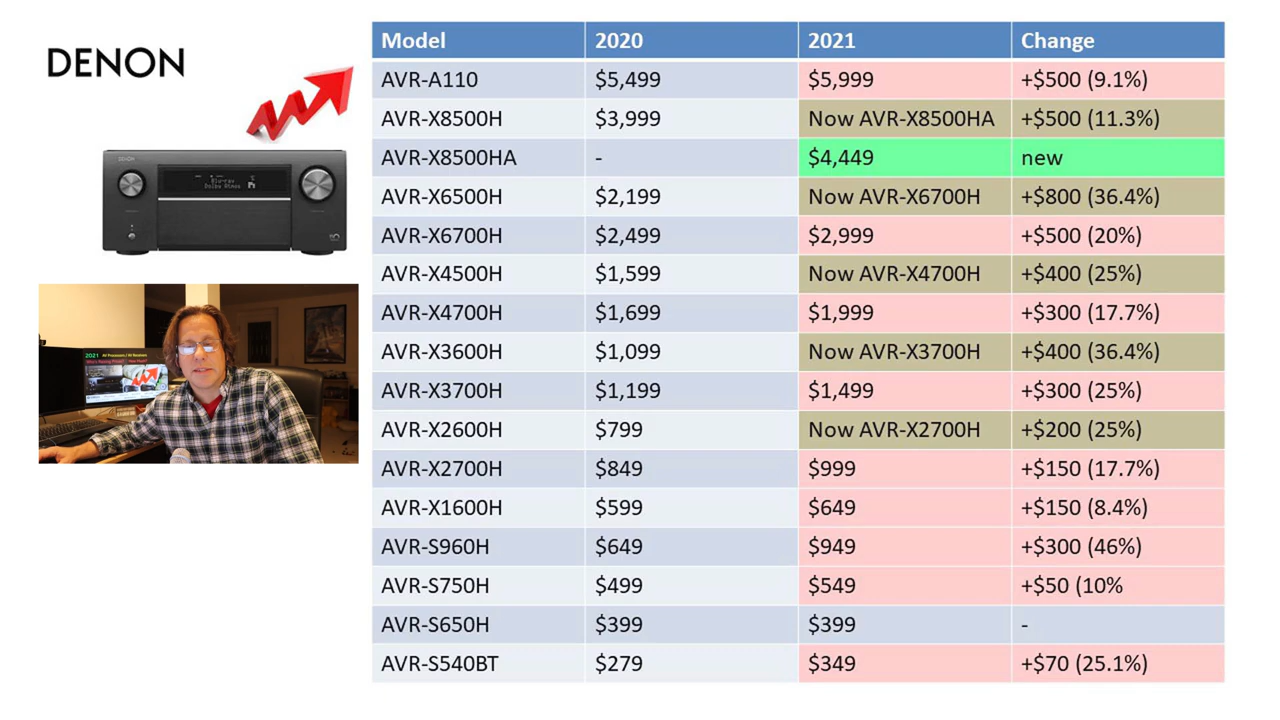 DENON
Model 2020 2021 Change
AVR-A110 $5,499 $5,999 +$500 (9.1%)
AVR-X8500H $3,999 Now AVR-X8500HA +$500 (11.3%)
AVR-X8500HA - $4,449 new
AVR-X6500H $2,199 Now AVR-X6700H +$800 (36.4%)
AVR-X6700H $2,499 $2,999 +$500 (20%)
AVR-X4500H $1,599 Now AVR-X4700H +$400 (25%)
AVR-X4700H $1,699 $1,999 +$300 (17.7%)
AVR-X3600H $1,099 Now AVR-X3700H +$400 (36.4%)
AVR-X3700H $1,199 $1,499 +$300 (25%)
AVR-X2600H $799 Now AVR-X2700H +$200 (25%)
AVR-X2700H $849 $999 +$150 (17.7%)
AVR-X1600H $599 $649 +$150 (8.4%)
AVR-S960H $649 $949 +$300 (46%)
AVR-S750H $499 $549 +$50 (10%
AVR-S650H $399 $399 -
AVR-S540BT $279 $349 +$70 (25.1%)
DENON
Blu-ray
Dolby Atmos
2021